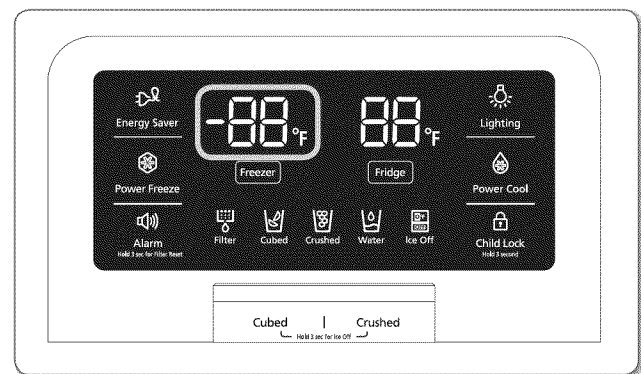 Energy Saver
-88°F
88°F
Lighting
Freezer
Fridge
Power Freeze
Power Cool
Alarm
Hold 3 sec for Filter Reset
Filter
Cubed
Crushed
Water
Ice Off
Child Lock
Hold 3 second
Cubed | Crushed
Hold 3 sec for Ice Off